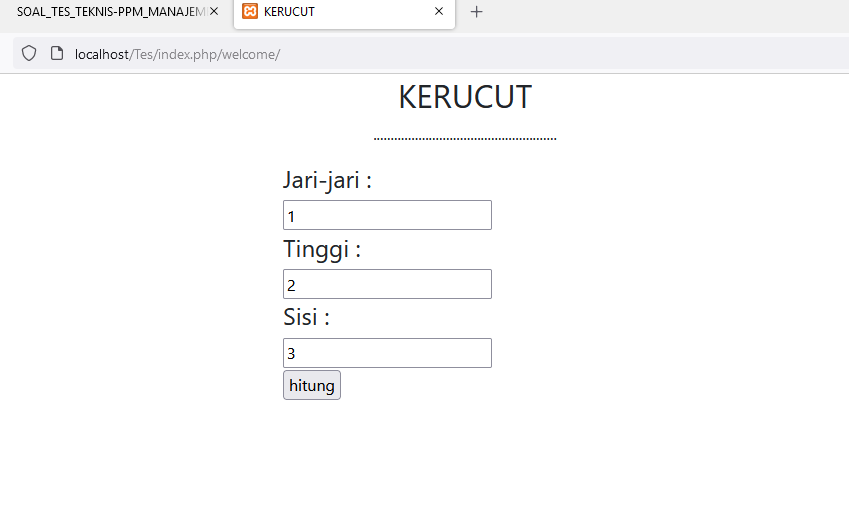 SOAL_TES_TEKNIS-PPM_MANAJEM
KERUCUT
localhost/Tes/index.php/welcome/
KERUCUT
.....................................................
Jari-jari :
1
Tinggi :
2
Sisi :
3
hitung